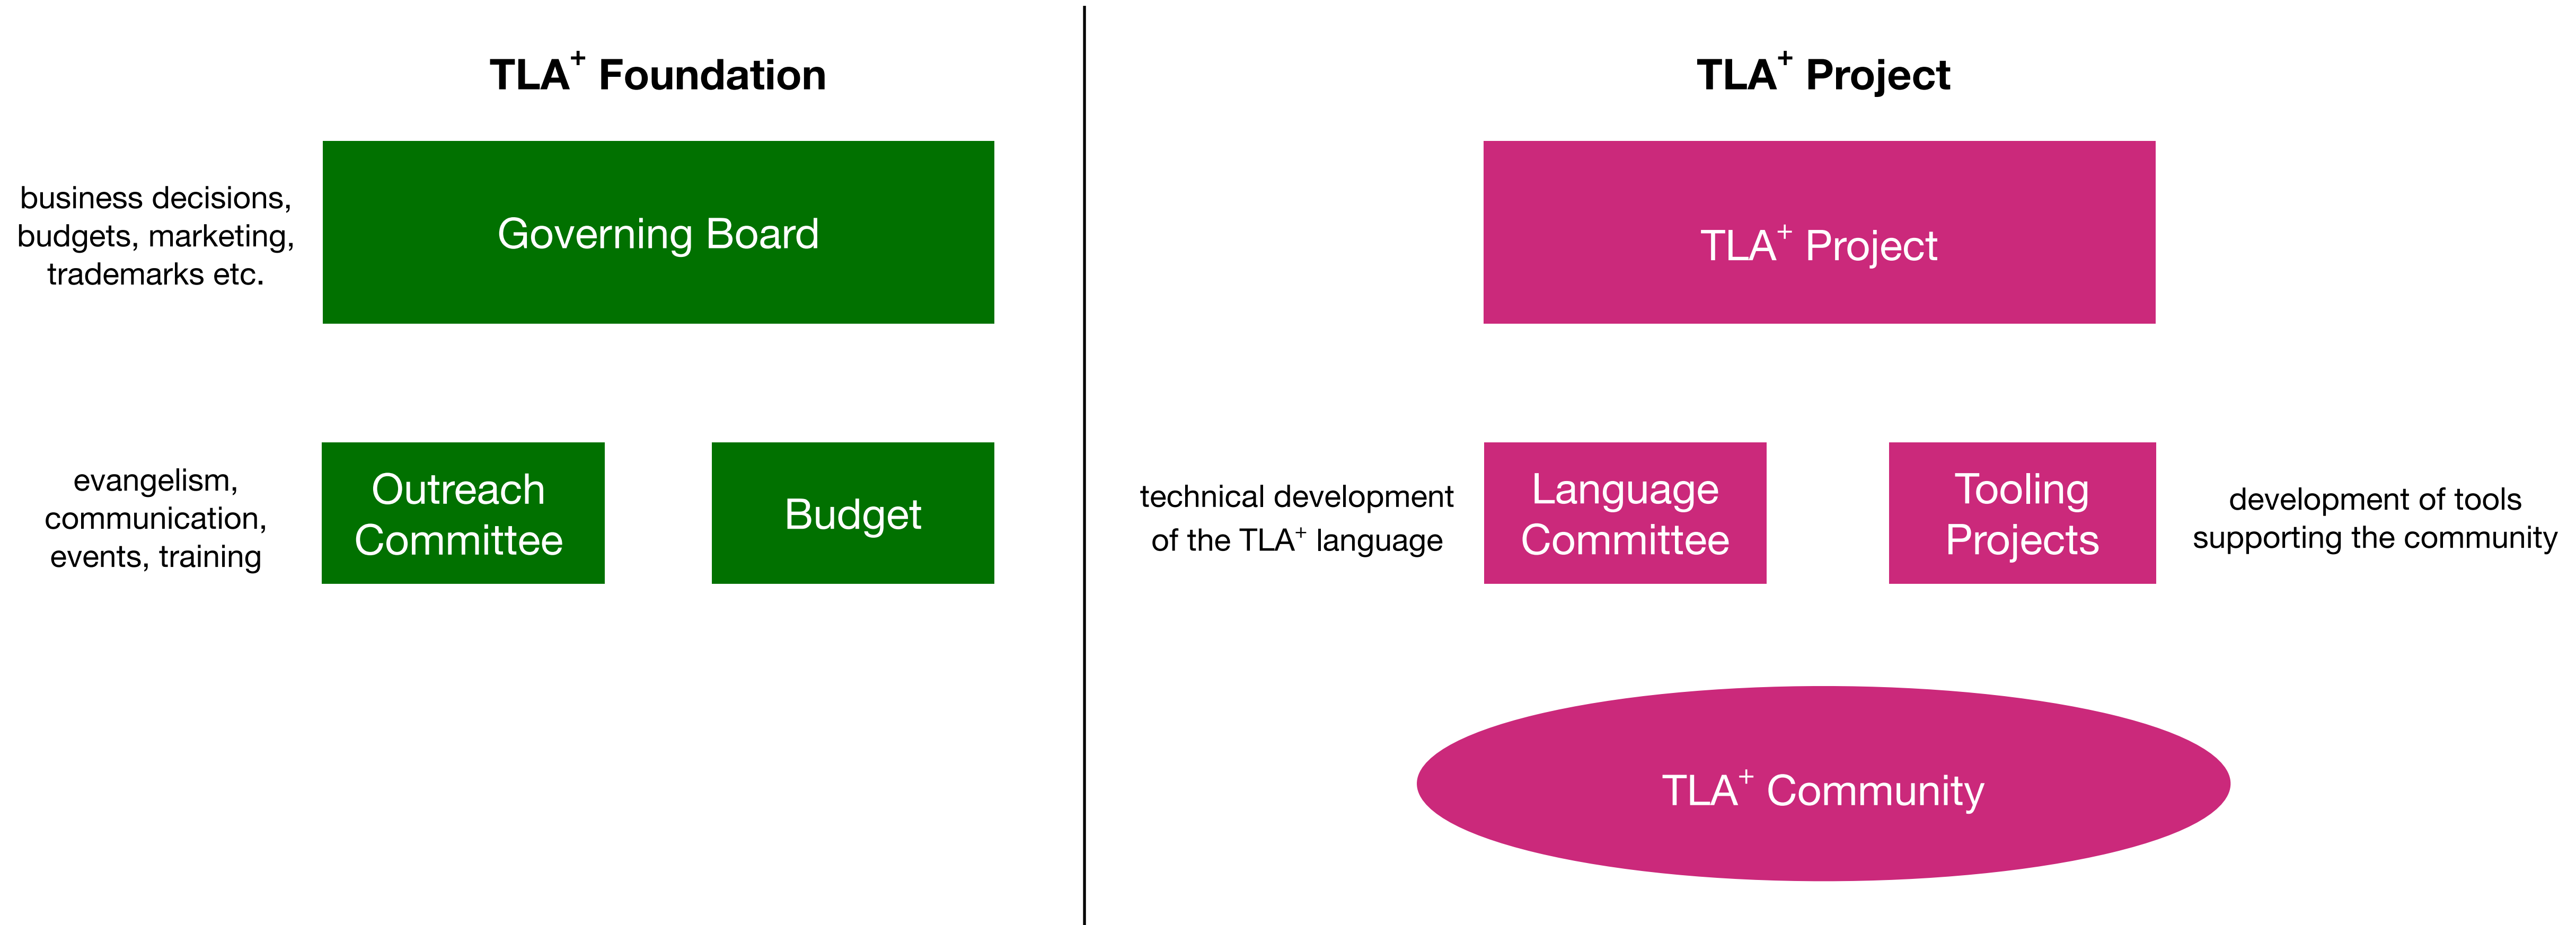 TLA⁺ Foundation
business decisions,
budgets, marketing,
trademarks etc.
Governing Board
evangelism,
communication,
events, training
Outreach
Committee
Budget
TLA⁺ Project
TLA⁺ Project
technical development
of the TLA⁺ language
Language
Committee
Tooling
Projects
development of tools
supporting the community
TLA⁺ Community